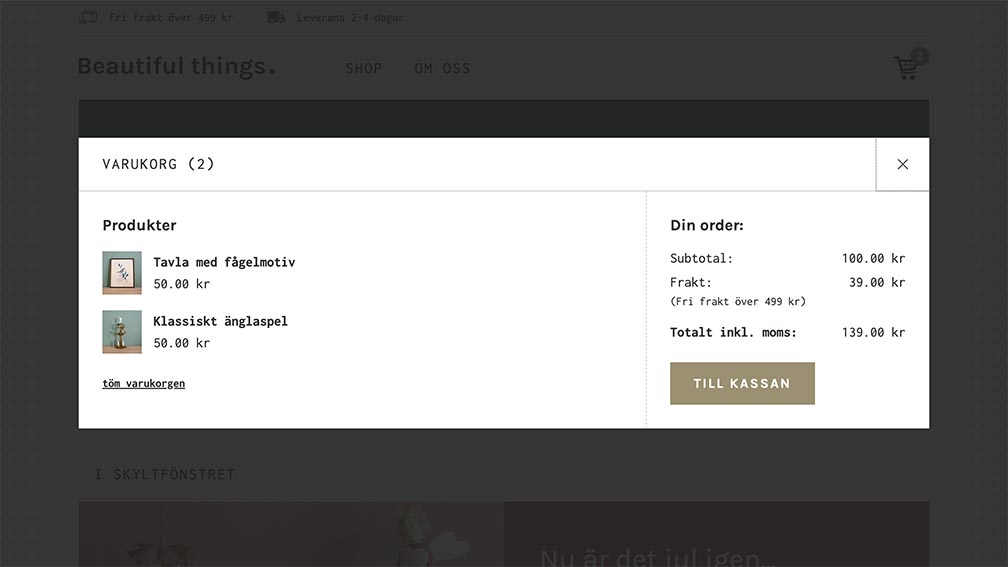 Fri frakt över 499 kr
Leverans 2-4 dagar
Beautiful things.
SHOP
OM OSS
2
VARUKORG (2)
Produkter
Tavla med fågelmotiv
50.00 kr
Klassiskt änglaspel
50.00 kr
töm varukorgen
Din order:
Subtotal: 100.00 kr
Frakt: 39.00 kr
(Fri frakt över 499 kr)
Totalt inkl. moms: 139.00 kr
TILL KASSAN
I SKYLTFÖNSTRET
Nu är det jul igen...